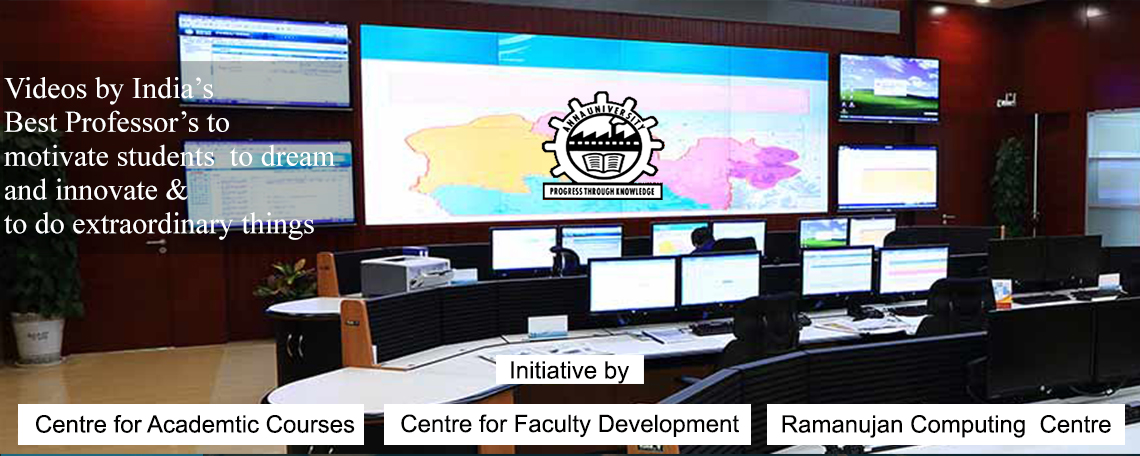 Videos by India’s
Best Professor’s to
motivate students to dream
and innovate &
to do extraordinary things
ANNA UNIVERSITY
PROGRESS THROUGH KNOWLEDGE
Initiative by
Centre for Academtic Courses
Centre for Faculty Development
Ramanujan Computing Centre